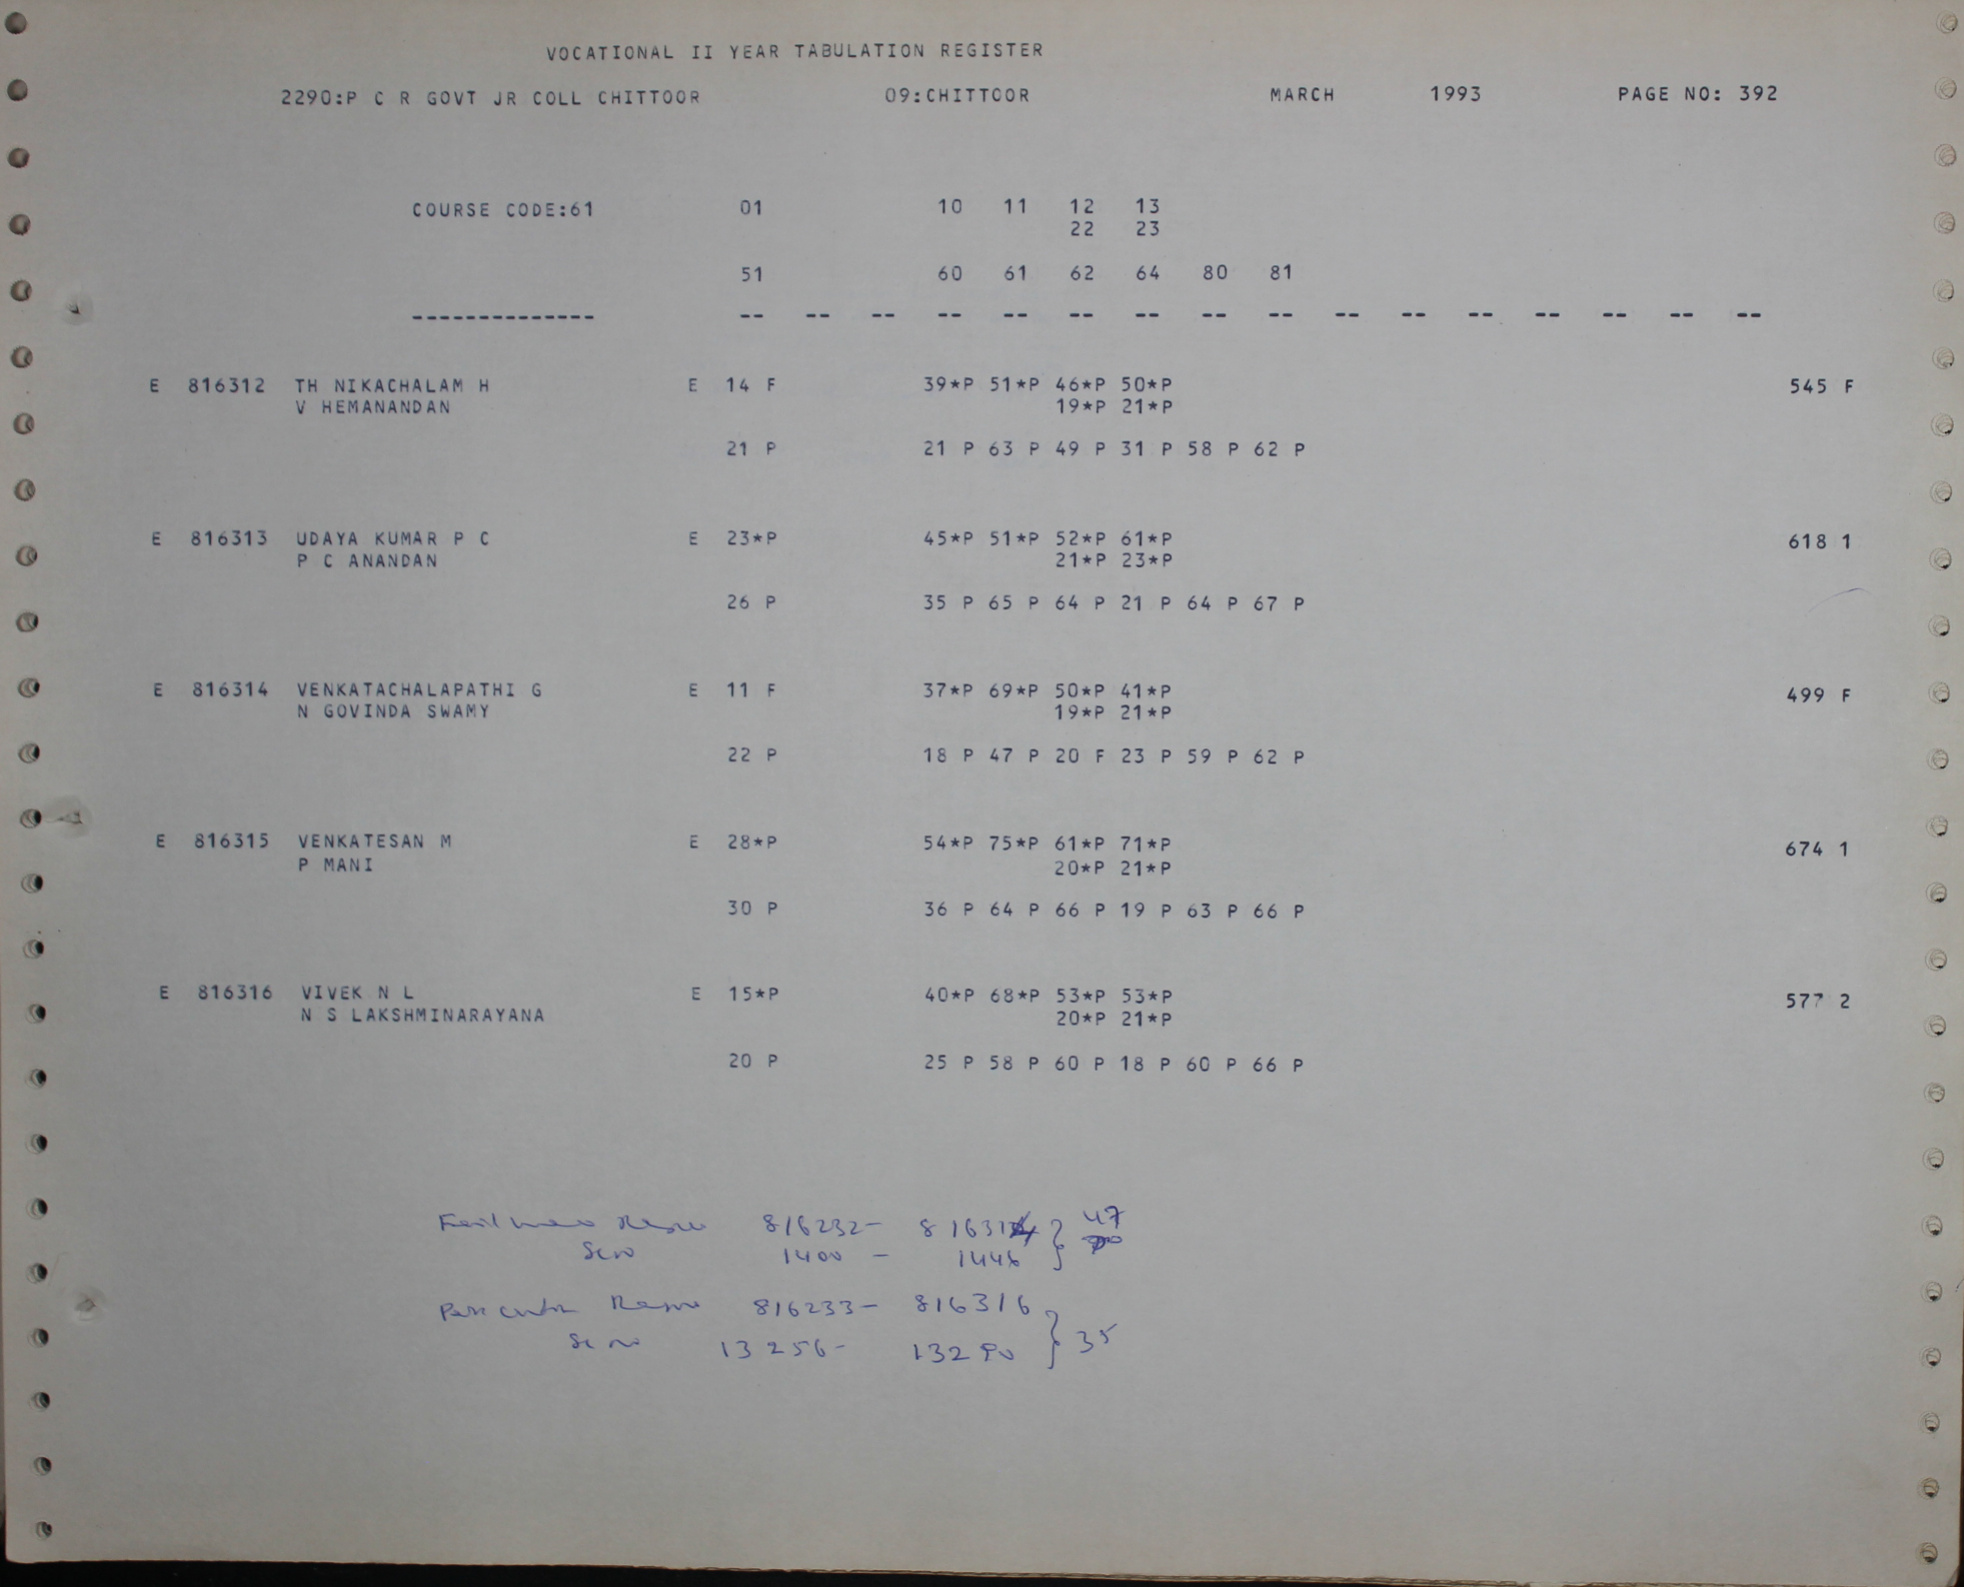 VOCATIONAL II YEAR TABULATION REGISTER
2290:P C R GOVT JR COLL CHITTOOR 09:CHITTOOR MARCH 1993 PAGE NO: 392
COURSE CODE:61 01 10 11 12 13
22 23
51 60 61 62 64 80 81
-------------- -- -- -- -- -- -- -- -- -- -- -- -- -- -- -- --
E 816312 TH NIKACHALAM H E 14 F 39*P 51*P 46*P 50*P 545 F
V HEMANANDAN 19*P 21*P
21 P 21 P 63 P 49 P 31 P 58 P 62 P
E 816313 UDAYA KUMAR P C E 23*P 45*P 51*P 52*P 61*P 618 1
P C ANANDAN 21*P 23*P
26 P 35 P 65 P 64 P 21 P 64 P 67 P
E 816314 VENKATACHALAPATHI G E 11 F 37*P 69*P 50*P 41*P 499 F
N GOVINDA SWAMY 19*P 21*P
22 P 18 P 47 P 20 F 23 P 59 P 62 P
E 816315 VENKATESAN M E 28*P 54*P 75*P 61*P 71*P 674 1
P MANI 20*P 21*P
30 P 36 P 64 P 66 P 19 P 63 P 66 P
E 816316 VIVEK N L E 15*P 40*P 68*P 53*P 53*P 577 2
N S LAKSHMINARAYANA 20*P 21*P
20 P 25 P 58 P 60 P 18 P 60 P 66 P
816232- 816314 47
1400 - 1446
816233- 816316
13256- 13290 35